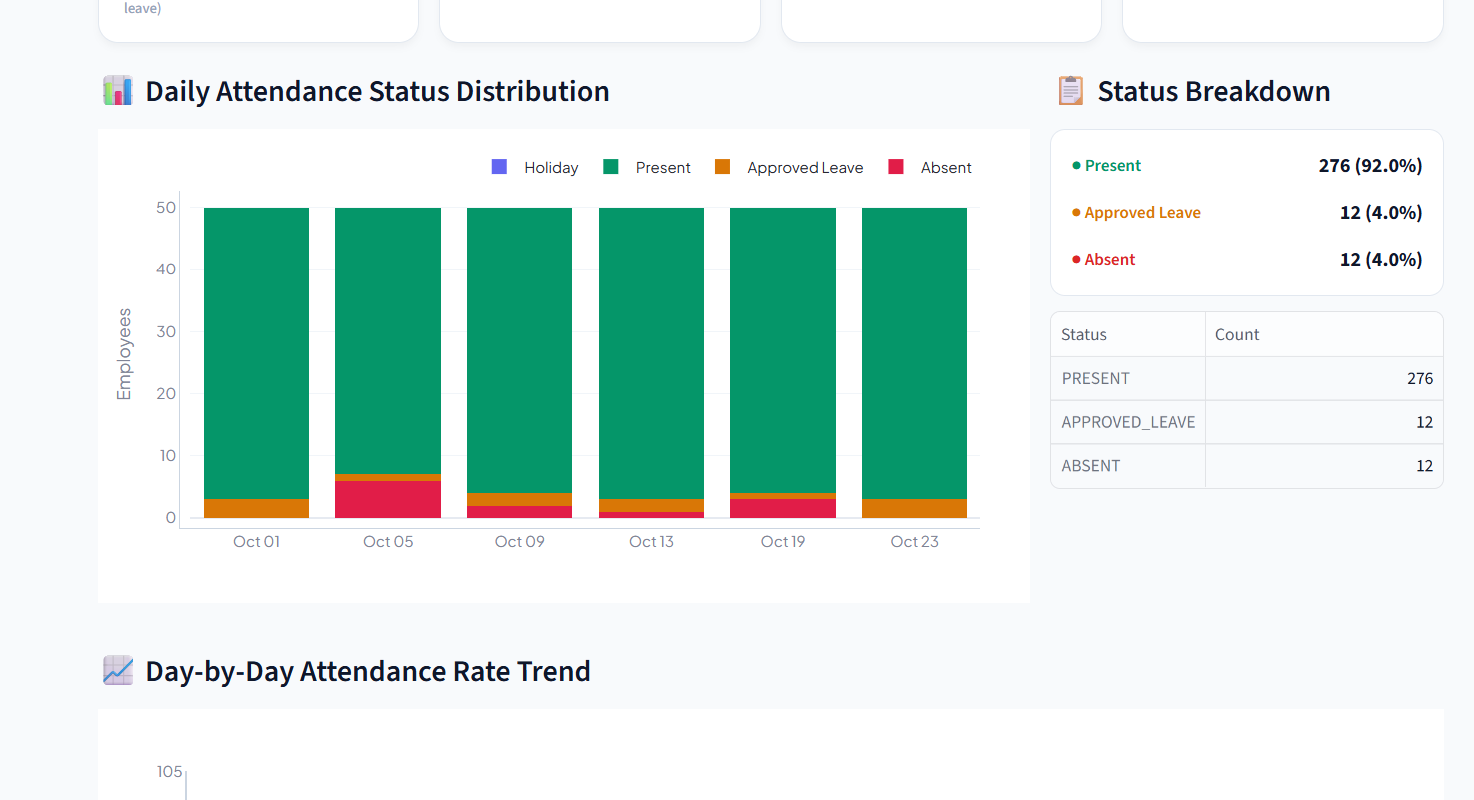 leave)
Daily Attendance Status Distribution
Status Breakdown
Holiday Present Approved Leave Absent
50
40
30
20
10
0
Employees
Oct 01 Oct 05 Oct 09 Oct 13 Oct 19 Oct 23
Present 276 (92.0%)
Approved Leave 12 (4.0%)
Absent 12 (4.0%)
Status Count
PRESENT 276
APPROVED_LEAVE 12
ABSENT 12
Day-by-Day Attendance Rate Trend
105